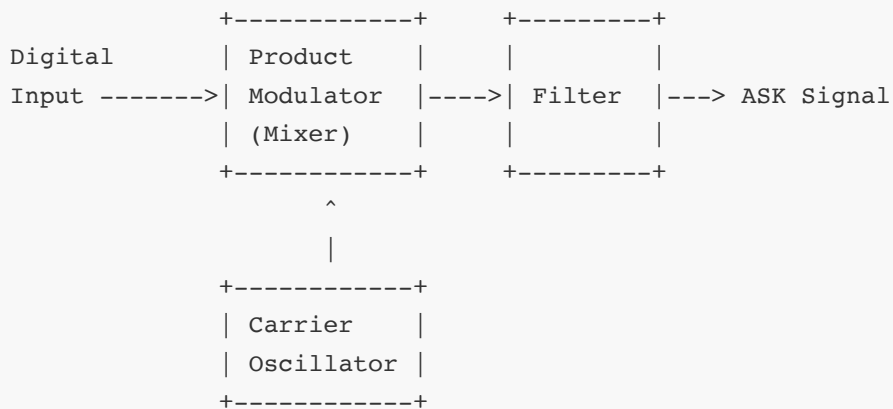 Digital Product
Input Modulator Filter ASK Signal
(Mixer)
Carrier
Oscillator